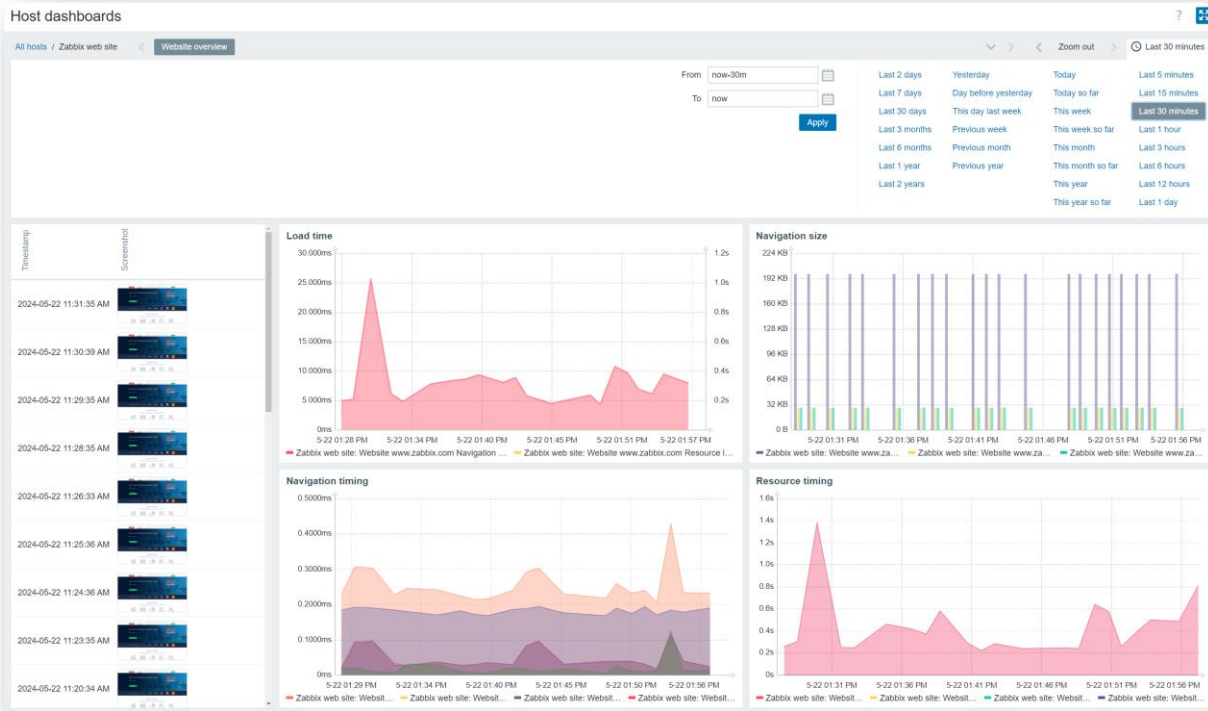 Host dashboards
?
All hosts / Zabbix web site
Website overview
Zoom out
Last 30 minutes
From now-30m
To now
Apply
Last 2 days Yesterday Today Last 5 minutes
Last 7 days Day before yesterday Today so far Last 15 minutes
Last 30 days This day last week This week Last 30 minutes
Last 3 months Previous week This week so far Last 1 hour
Last 6 months Previous month This month Last 3 hours
Last 1 year Previous year This month so far Last 6 hours
Last 2 years This year Last 12 hours
This year so far Last 1 day
Timestamp
Screenshot
2024-05-22 11:31:35 AM
2024-05-22 11:30:39 AM
2024-05-22 11:29:35 AM
2024-05-22 11:28:35 AM
2024-05-22 11:26:33 AM
2024-05-22 11:25:36 AM
2024-05-22 11:24:36 AM
2024-05-22 11:23:35 AM
2024-05-22 11:20:34 AM
Load time
30.000ms 1.2s
25.000ms 1.0s
20.000ms 0.8s
15.000ms 0.6s
10.000ms 0.4s
5.000ms 0.2s
0ms
5-22 01:28 PM 5-22 01:34 PM 5-22 01:40 PM 5-22 01:45 PM 5-22 01:51 PM 5-22 01:57 PM
Zabbix web site: Website www.zabbix.com Navigation ... Zabbix web site: Website www.zabbix.com Resource l...
Navigation size
224 KB
192 KB
160 KB
128 KB
96 KB
64 KB
32 KB
0 B
5-22 01:31 PM 5-22 01:36 PM 5-22 01:41 PM 5-22 01:46 PM 5-22 01:51 PM 5-22 01:56 PM
Zabbix web site: Website www.za... Zabbix web site: Website www.za... Zabbix web site: Website www.za...
Navigation timing
0.5000ms
0.4000ms
0.3000ms
0.2000ms
0.1000ms
0ms
5-22 01:29 PM 5-22 01:34 PM 5-22 01:40 PM 5-22 01:45 PM 5-22 01:50 PM 5-22 01:56 PM
Zabbix web site: Websit... Zabbix web site: Websit... Zabbix web site: Websit... Zabbix web site: Websit...
Resource timing
1.6s
1.4s
1.2s
1.0s
0.8s
0.6s
0.4s
0.2s
0s
5-22 01:31 PM 5-22 01:36 PM 5-22 01:41 PM 5-22 01:46 PM 5-22 01:51 PM 5-22 01:56 PM
Zabbix web site: Websit... Zabbix web site: Websit... Zabbix web site: Websit... Zabbix web site: Websit...